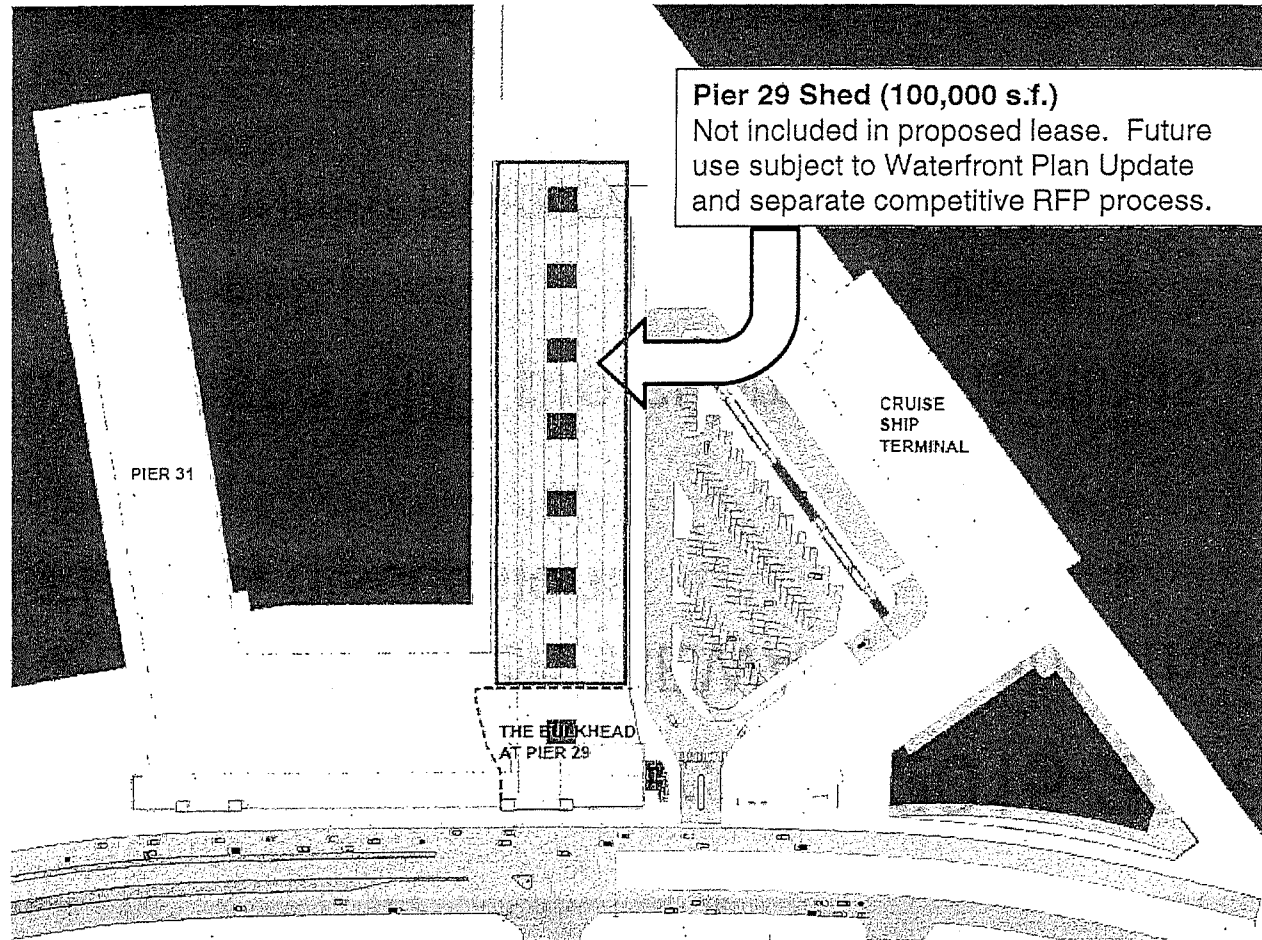 Pier 29 Shed (100,000 s.f.)
Not included in proposed lease. Future
use subject to Waterfront Plan Update
and separate competitive RFP process.
CRUISE
SHIP
TERMINAL
PIER 31
THE BULKHEAD
AT PIER 29